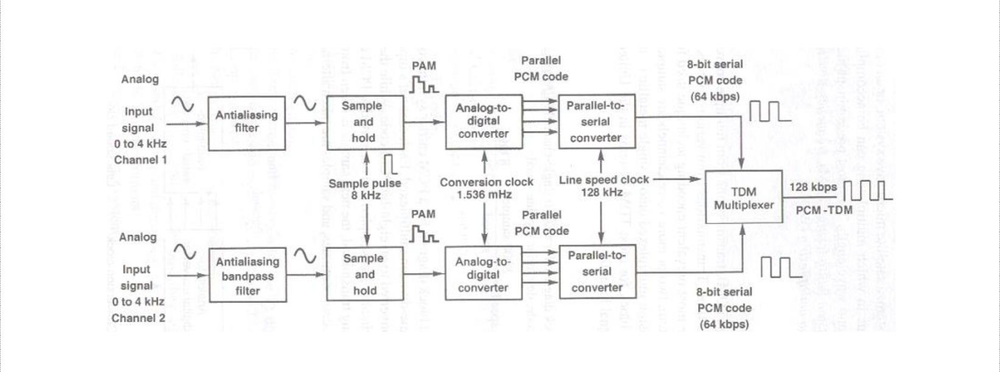 Analog
Input
signal
0 to 4 kHz
Channel 1
Antialiasing
filter
Sample
and
hold
PAM
Analog-to-
digital
converter
Parallel
PCM code
Parallel-to-
serial
converter
8-bit serial
PCM code
(64 kbps)
Sample pulse
8 kHz
Conversion clock
1.536 mHz
Line speed clock
128 kHz
TDM
Multiplexer
128 kbps
PCM -TDM
Analog
Input
signal
0 to 4 kHz
Channel 2
Antialiasing
bandpass
filter
Sample
and
hold
PAM
Analog-to-
digital
converter
Parallel
PCM code
Parallel-to-
serial
converter
8-bit serial
PCM code
(64 kbps)